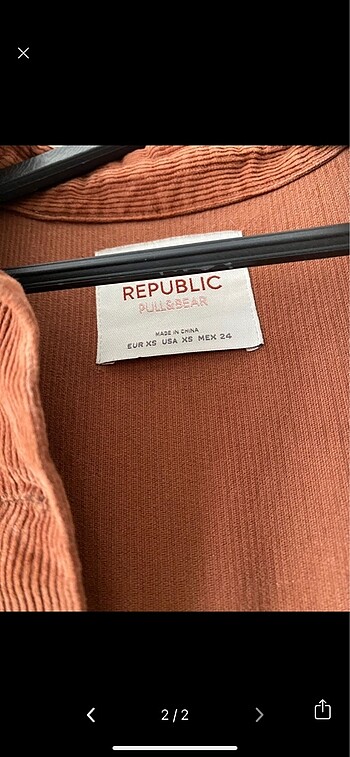 REPUBLIC
PULL&BEAR
MADE IN CHINA
EUR XS USA XS MEX 24
2/2